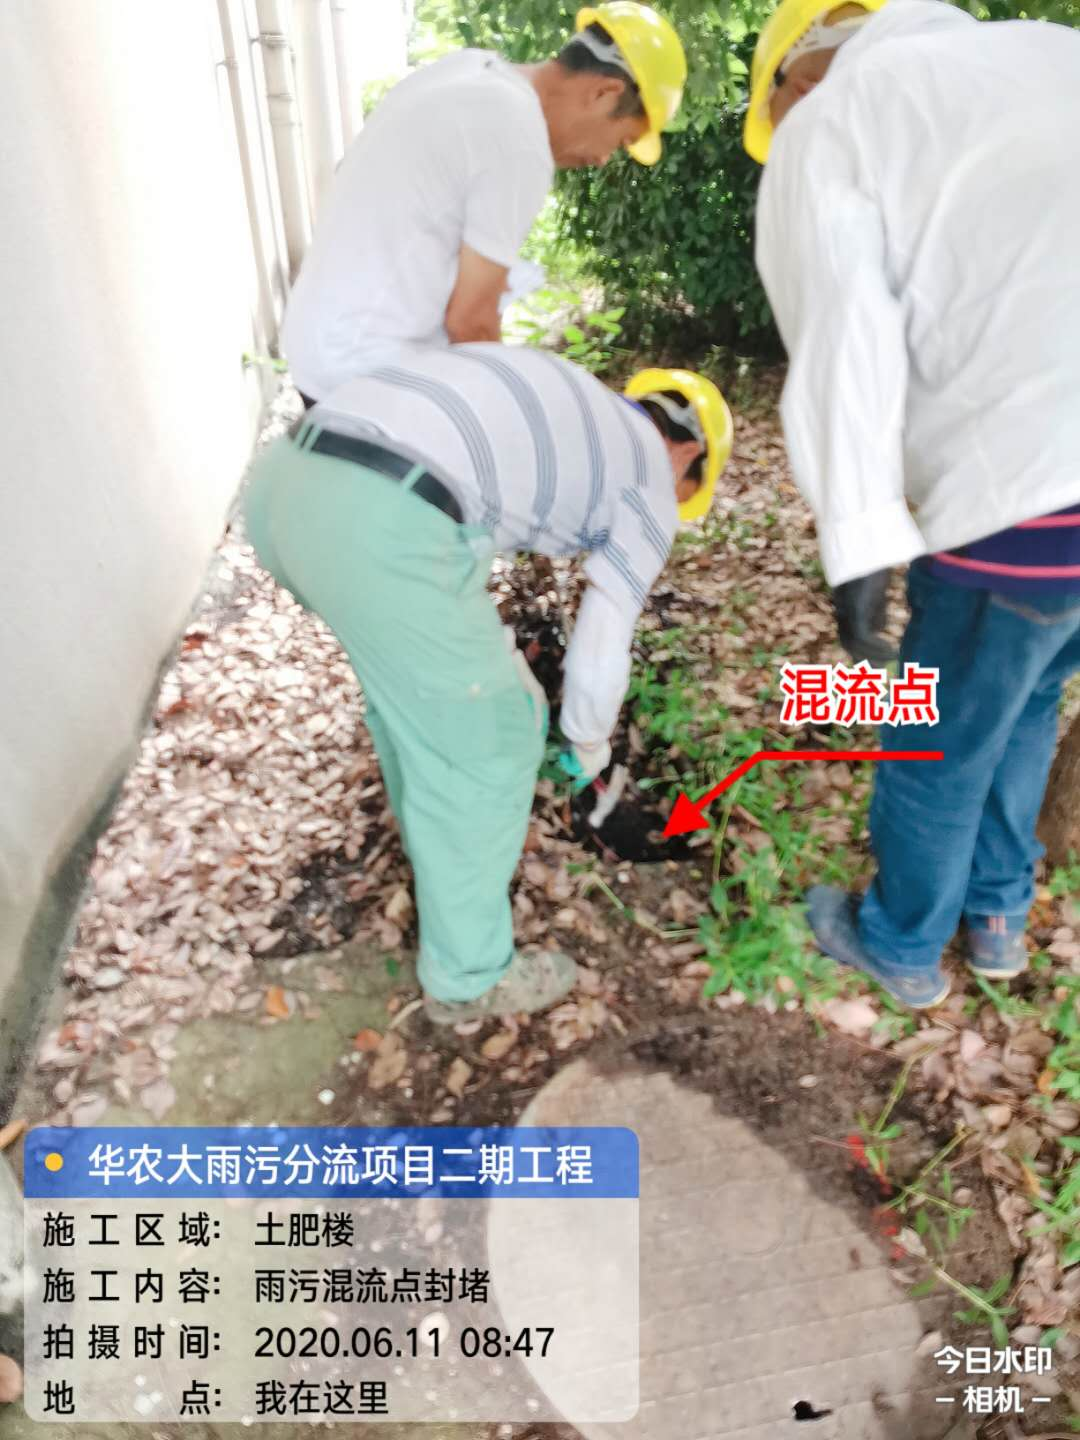 混流点
华农大雨污分流项目二期工程
施工区域: 土肥楼
施工内容: 雨污混流点封堵
拍摄时间: 2020.06.11 08:47
地点: 我在这里
今日水印
-相机-